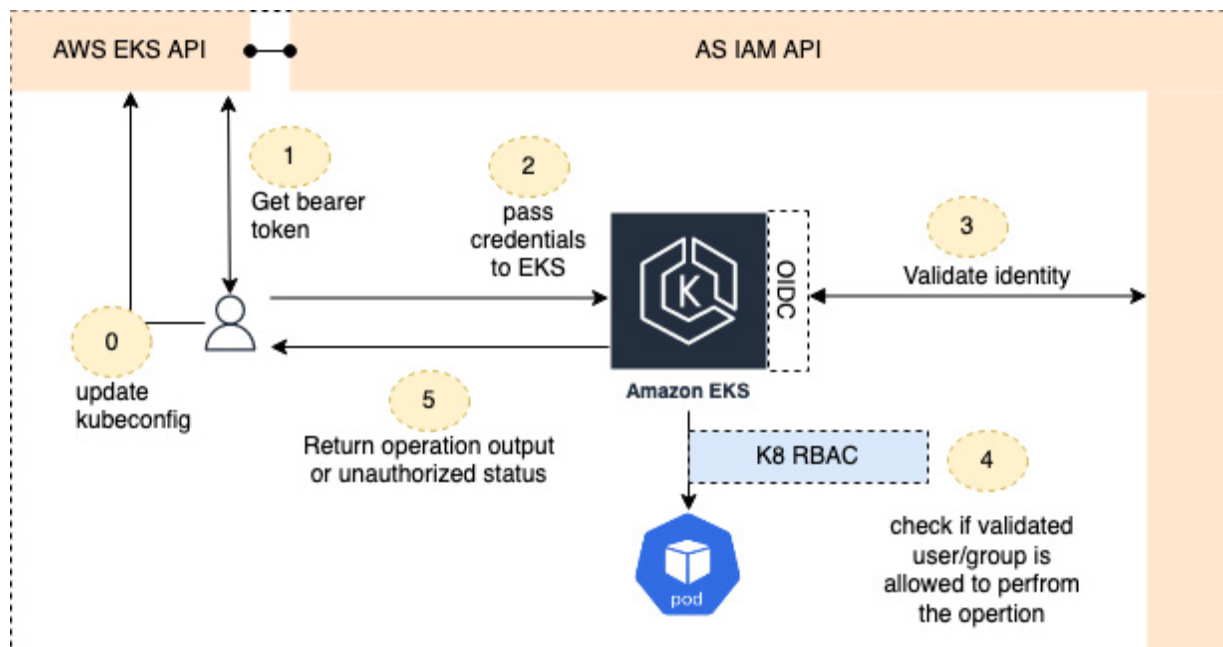 AWS EKS API
AS IAM API
1
Get bearer
token
2
pass
credentials
to EKS
3
Validate identity
OIDC
K
Amazon EKS
0
update
kubeconfig
5
Return operation output
or unauthorized status
K8 RBAC
4
check if validated
user/group is
allowed to perfrom
the opertion
pod